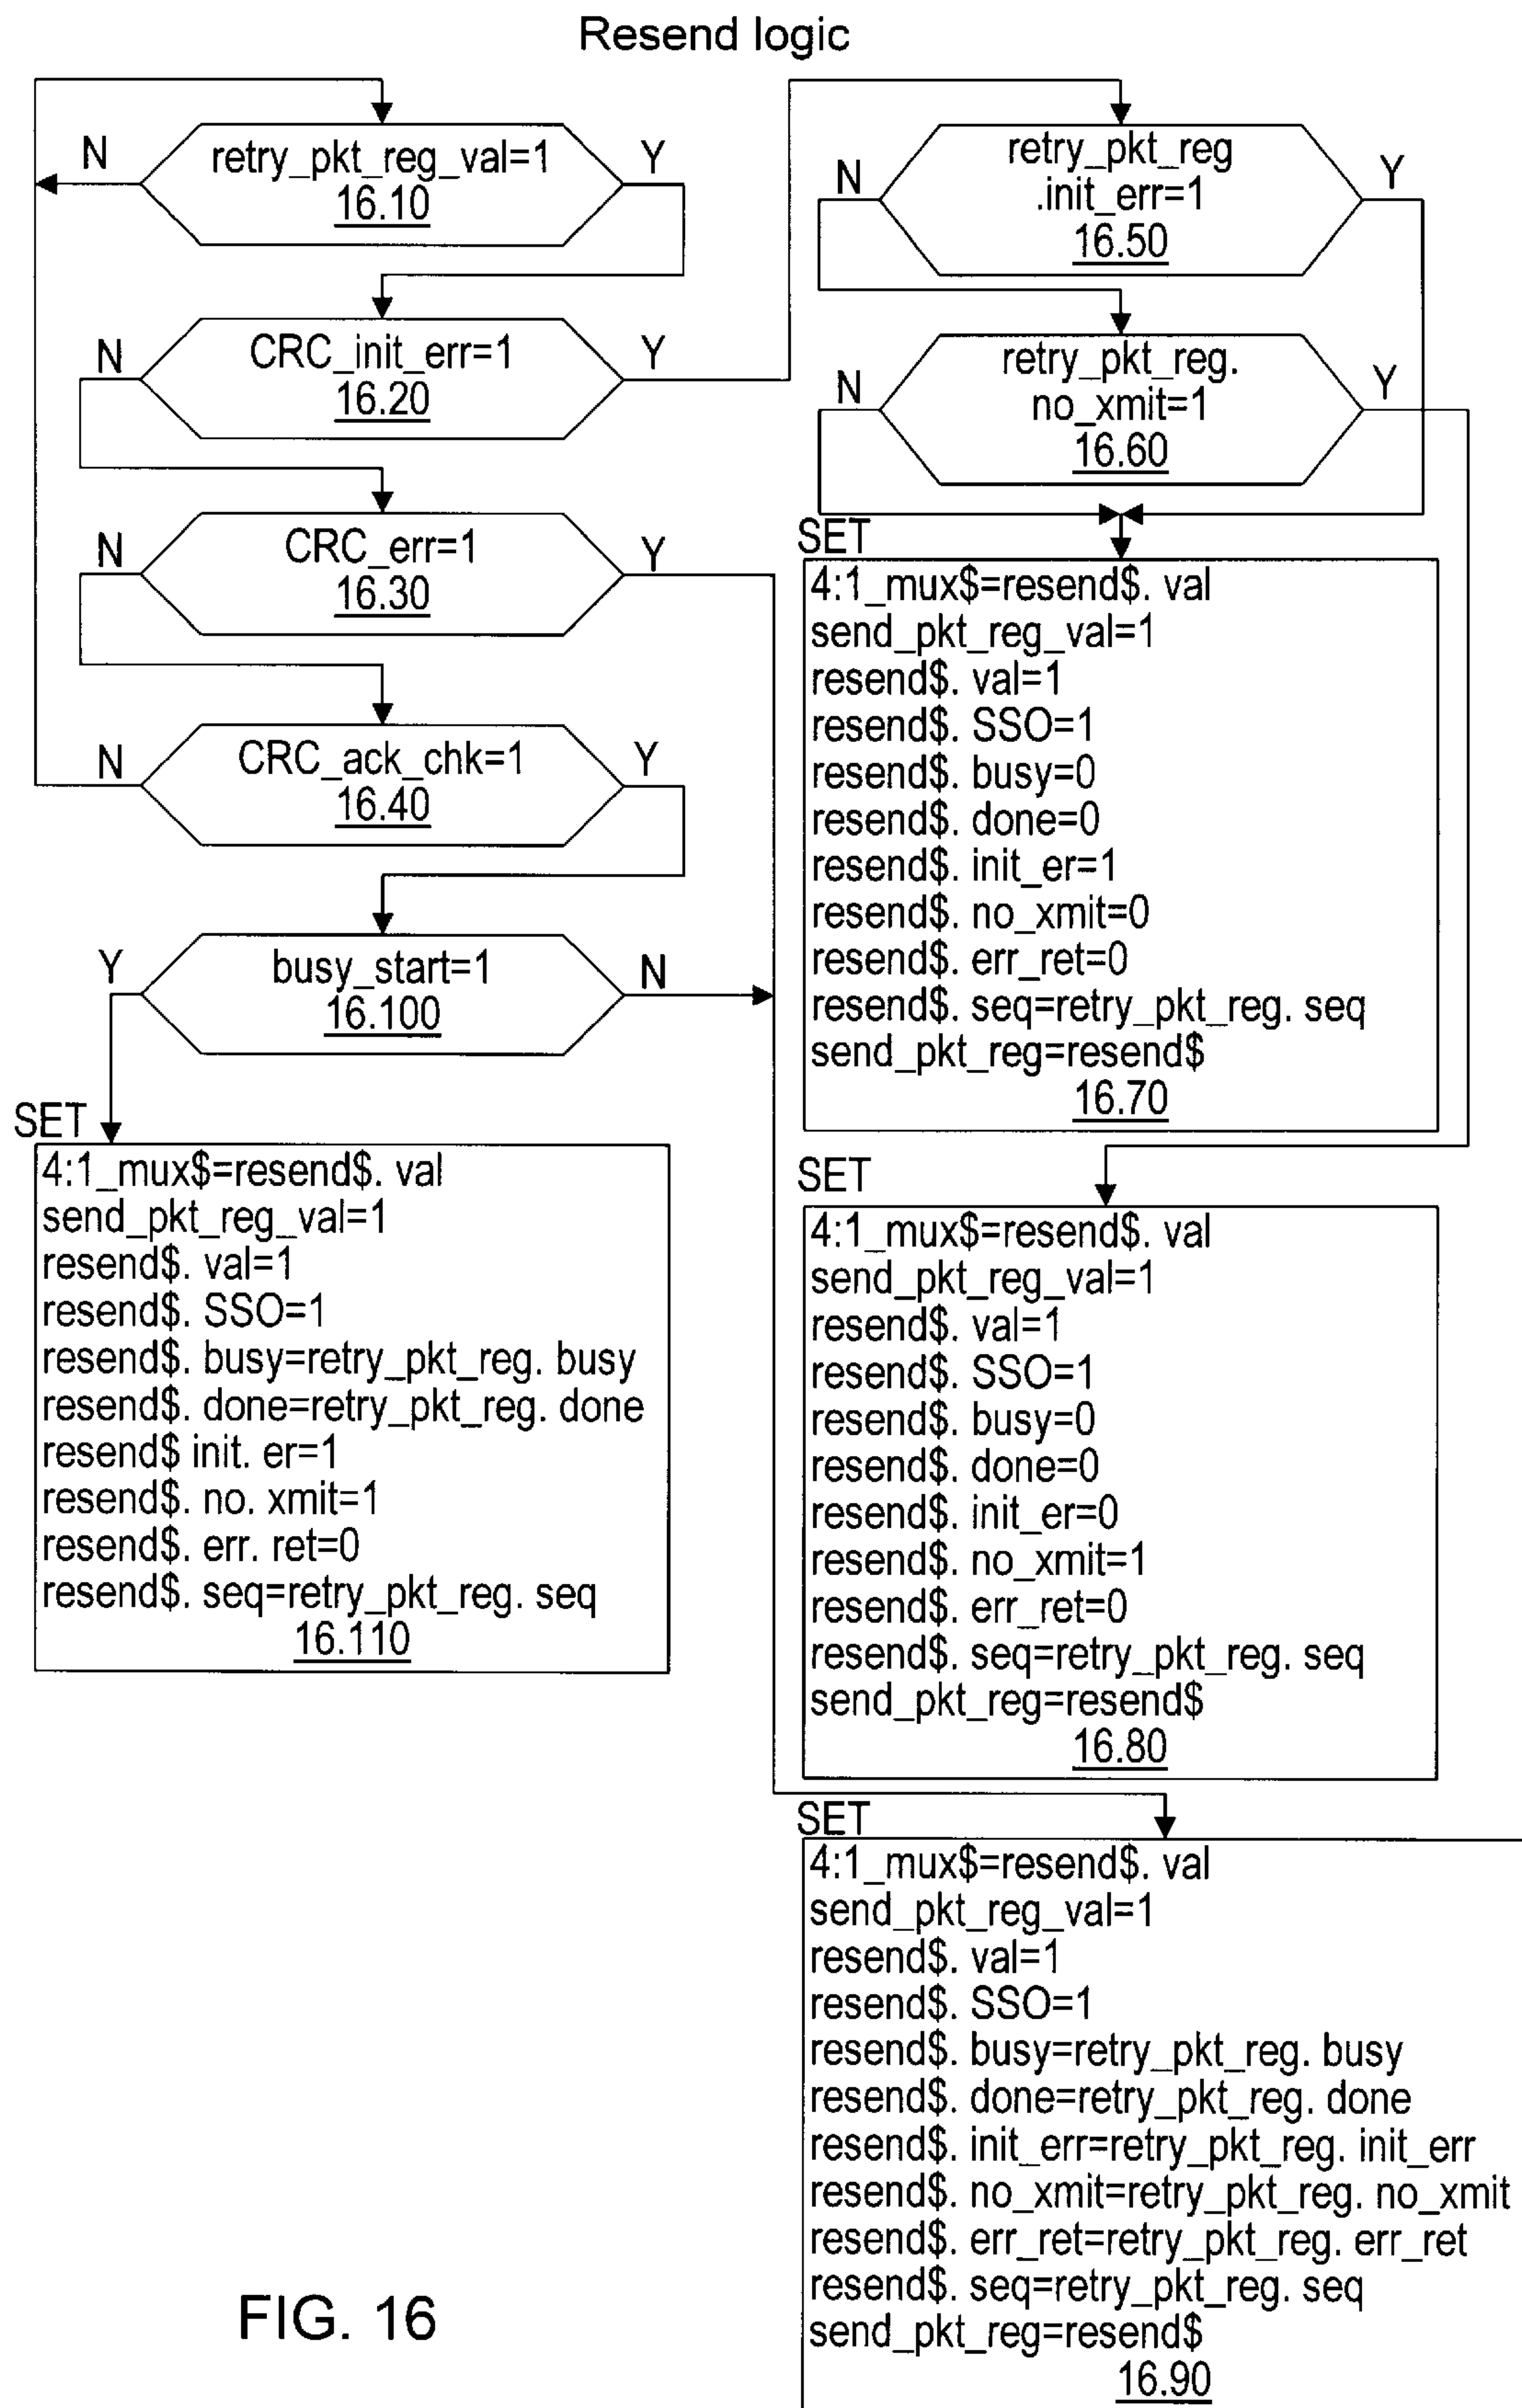 Resend logic
N
retry_pkt_reg_val=1
Y
16.10
N
CRC_init_err=1
Y
16.20
N
CRC_err=1
Y
16.30
N
CRC_ack_chk=1
Y
16.40
Y
busy_start=1
N
16.100
SET
4:1_mux$=resend$. val
send_pkt_reg_val=1
resend$. val=1
resend$. SSO=1
resend$. busy=retry_pkt_reg. busy
resend$. done=retry_pkt_reg. done
resend$ init. er=1
resend$. no. xmit=1
resend$. err. ret=0
resend$. seq=retry_pkt_reg. seq
16.110
N
retry_pkt_reg
.init_err=1
Y
16.50
N
retry_pkt_reg.
no_xmit=1
Y
16.60
SET
4:1_mux$=resend$. val
send_pkt_reg_val=1
resend$. val=1
resend$. SSO=1
resend$. busy=0
resend$. done=0
resend$. init_er=1
resend$. no_xmit=0
resend$. err_ret=0
resend$. seq=retry_pkt_reg. seq
send_pkt_reg=resend$
16.70
SET
4:1_mux$=resend$. val
send_pkt_reg_val=1
resend$. val=1
resend$. SSO=1
resend$. busy=0
resend$. done=0
resend$. init_er=0
resend$. no_xmit=1
resend$. err_ret=0
resend$. seq=retry_pkt_reg. seq
send_pkt_reg=resend$
16.80
SET
4:1_mux$=resend$. val
send_pkt_reg_val=1
resend$. val=1
resend$. SSO=1
resend$. busy=retry_pkt_reg. busy
resend$. done=retry_pkt_reg. done
resend$. init_err=retry_pkt_reg. init_err
resend$. no_xmit=retry_pkt_reg. no_xmit
resend$. err_ret=retry_pkt_reg. err_ret
resend$. seq=retry_pkt_reg. seq
send_pkt_reg=resend$
16.90
FIG. 16